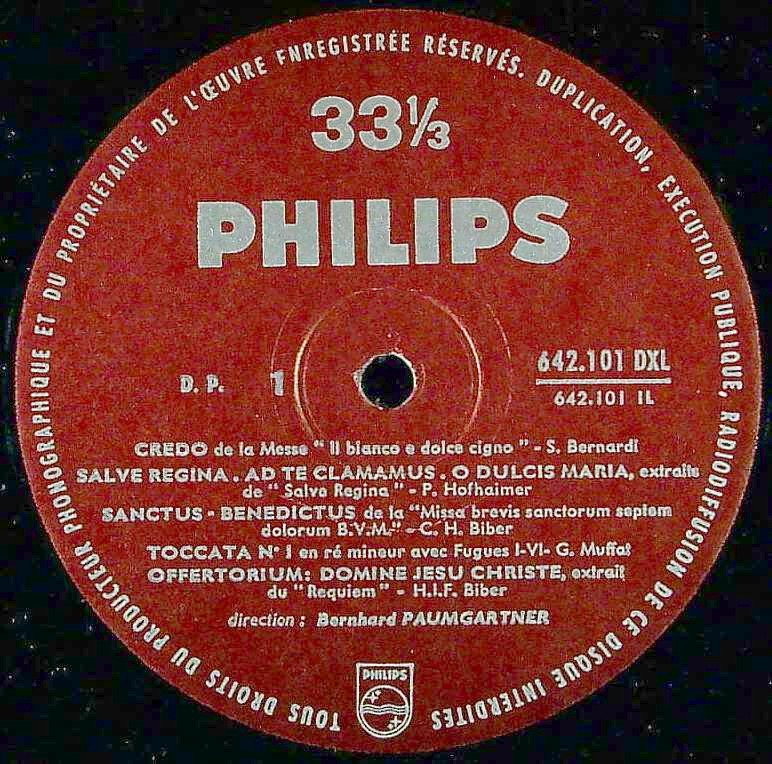 TOUS DROITS DU PRODUCTEUR PHONOGRAPHIQUE ET DU PROPRIÉTAIRE DE L'ŒUVRE ENREGISTRÉE RÉSERVÉS. DUPLICATION, EXECUTION PUBLIQUE, RADIODIFFUSION DE CE DISQUE INTERDITES
33⅓
PHILIPS
D. P. 1 642.101 DXL
642.101 1L
CREDO de la Messe " Il bianco e dolce cigno " - S. Bernardi
SALVE REGINA . AD TE CLAMAMUS . O DULCIS MARIA, extraits
de " Salve Regina " - P. Hofhaimer
SANCTUS - BENEDICTUS de la "Missa brevis sanctorum septem
dolorum B.V.M." - C. H. Biber
TOCCATA N° 1 en ré mineur avec Fugues I-VI- G. Muffat
OFFERTORIUM: DOMINE JESU CHRISTE, extrait
du "Requiem" - H.I.F. Biber
direction : Bernhard PAUMGARTNER
PHILIPS